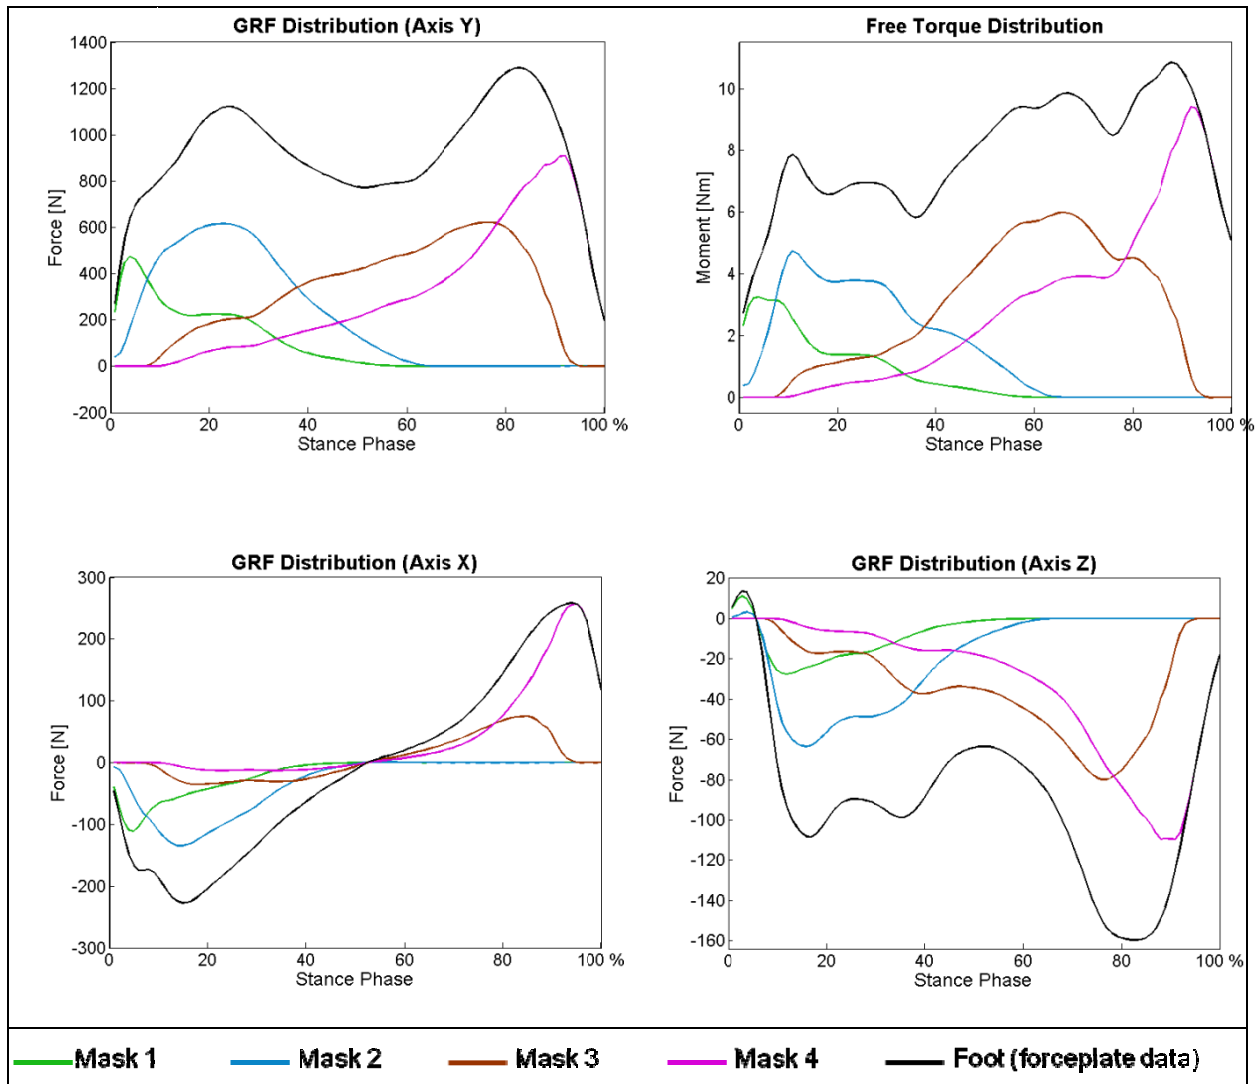 GRF Distribution (Axis Y)
1400
1200
1000
800
600
400
200
0
-200
Force [N]
0 20 40 60 80 100 %
Stance Phase
Free Torque Distribution
10
8
6
4
2
0
Moment [Nm]
0 20 40 60 80 100 %
Stance Phase
GRF Distribution (Axis X)
300
200
100
0
-100
-200
-300
Force [N]
0 20 40 60 80 100 %
Stance Phase
GRF Distribution (Axis Z)
20
0
-20
-40
-60
-80
-100
-120
-140
-160
Force [N]
0 20 40 60 80 100 %
Stance Phase
Mask 1 Mask 2 Mask 3 Mask 4 Foot (forceplate data)